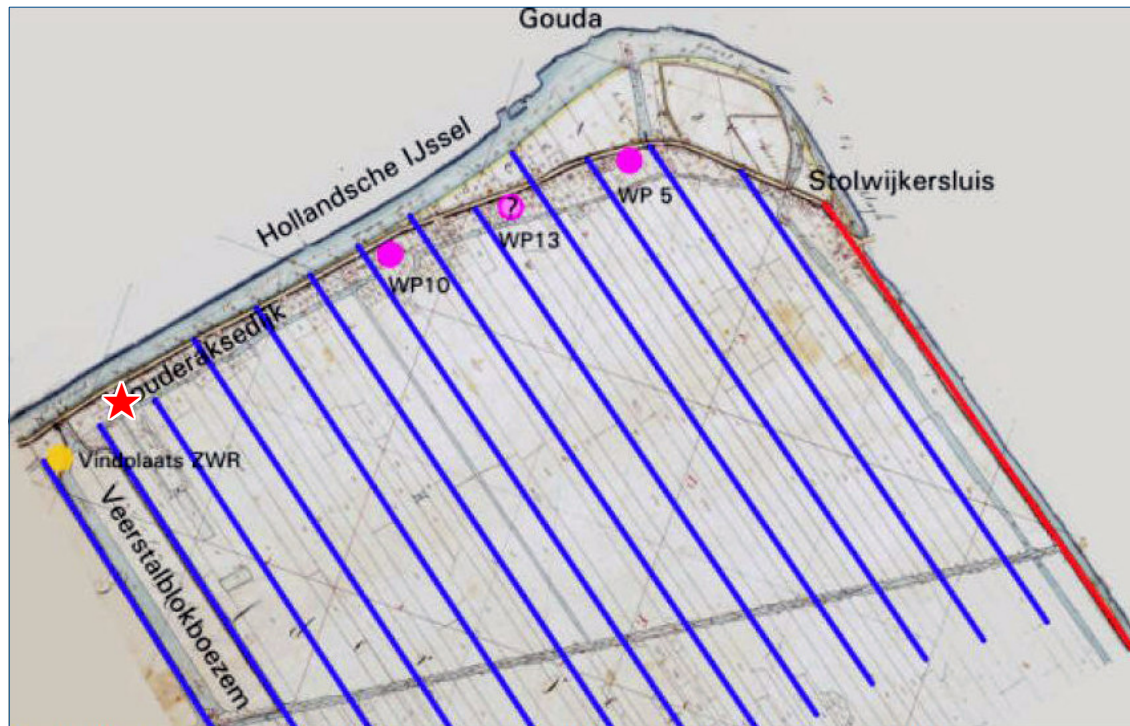 Gouda
Hollandsche IJssel
Stolwijkersluis
WP 5
?
WP13
WP10
ouderaksedijk
Vindplaats ZWR
Veerstalblokboezem